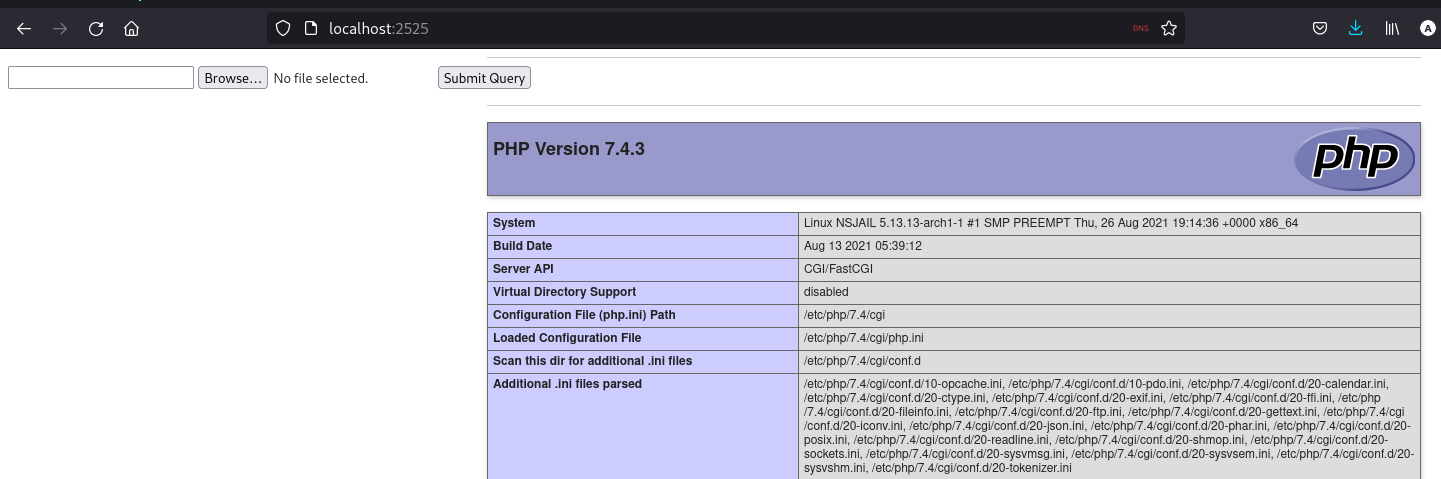 localhost:2525
DNS
A
Browse... No file selected. Submit Query
PHP Version 7.4.3
php
System Linux NSJAIL 5.13.13-arch1-1 #1 SMP PREEMPT Thu, 26 Aug 2021 19:14:36 +0000 x86_64
Build Date Aug 13 2021 05:39:12
Server API CGI/FastCGI
Virtual Directory Support disabled
Configuration File (php.ini) Path /etc/php/7.4/cgi
Loaded Configuration File /etc/php/7.4/cgi/php.ini
Scan this dir for additional .ini files /etc/php/7.4/cgi/conf.d
Additional .ini files parsed /etc/php/7.4/cgi/conf.d/10-opcache.ini, /etc/php/7.4/cgi/conf.d/10-pdo.ini, /etc/php/7.4/cgi/conf.d/20-calendar.ini,
/etc/php/7.4/cgi/conf.d/20-ctype.ini, /etc/php/7.4/cgi/conf.d/20-exif.ini, /etc/php/7.4/cgi/conf.d/20-ffi.ini, /etc/php
/7.4/cgi/conf.d/20-fileinfo.ini, /etc/php/7.4/cgi/conf.d/20-ftp.ini, /etc/php/7.4/cgi/conf.d/20-gettext.ini, /etc/php/7.4/cgi
/conf.d/20-iconv.ini, /etc/php/7.4/cgi/conf.d/20-json.ini, /etc/php/7.4/cgi/conf.d/20-phar.ini, /etc/php/7.4/cgi/conf.d/20-
posix.ini, /etc/php/7.4/cgi/conf.d/20-readline.ini, /etc/php/7.4/cgi/conf.d/20-shmop.ini, /etc/php/7.4/cgi/conf.d/20-
sockets.ini, /etc/php/7.4/cgi/conf.d/20-sysvmsg.ini, /etc/php/7.4/cgi/conf.d/20-sysvsem.ini, /etc/php/7.4/cgi/conf.d/20-
sysvshm.ini, /etc/php/7.4/cgi/conf.d/20-tokenizer.ini